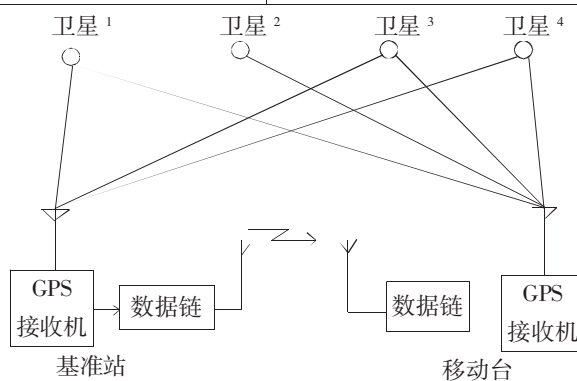 卫星 1
卫星 2
卫星 3
卫星 4
GPS
接收机
数据链
数据链
GPS
接收机
基准站
移动台